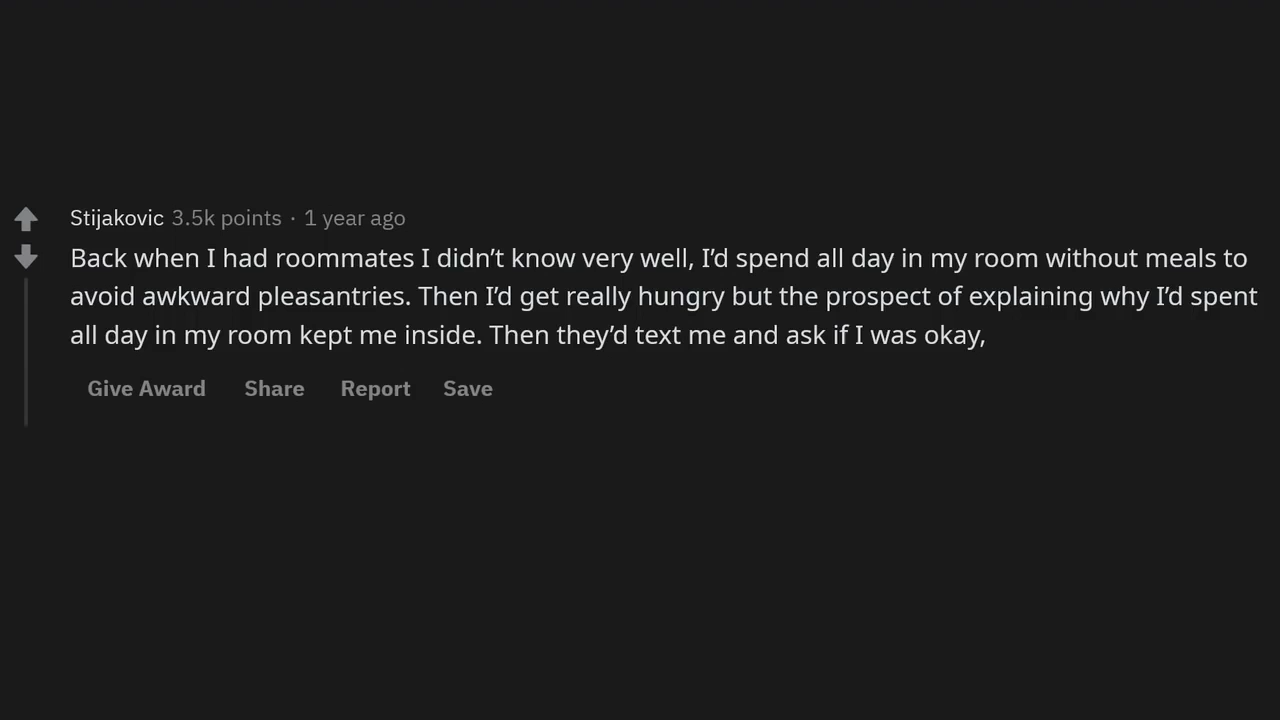 Stijakovic 3.5k points · 1 year ago
Back when I had roommates I didn’t know very well, I’d spend all day in my room without meals to
avoid awkward pleasantries. Then I’d get really hungry but the prospect of explaining why I’d spent
all day in my room kept me inside. Then they’d text me and ask if I was okay,
Give Award Share Report Save